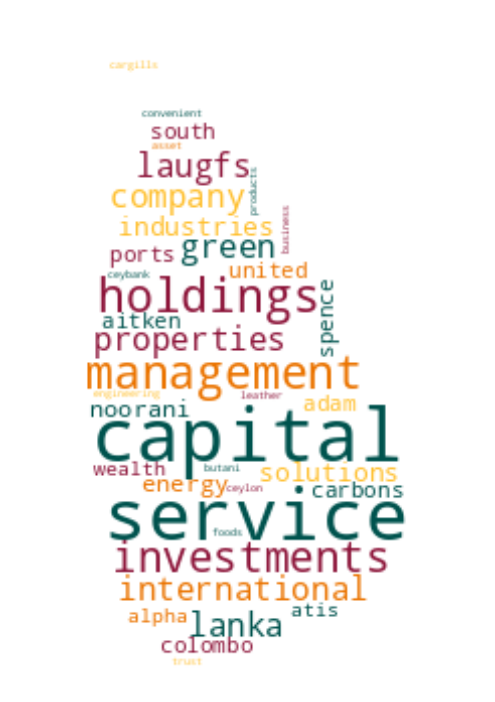 cargills
convenient
south
asset
laugfs
products
company
business
industries
green
ports
united
ceybank
holdings
spence
aitken
properties
management
engineering
leather
adam
noorani
capital
wealth
butani
solutions
energy
ceylon
carbons
service
foods
investments
international
atis
alpha
lanka
colombo
trust